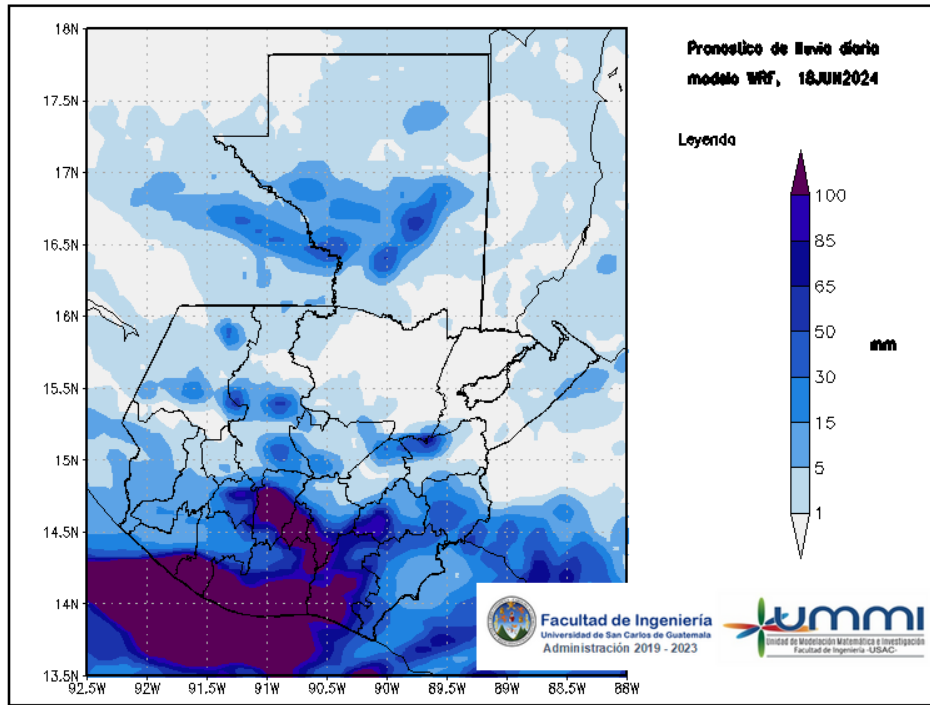 Pronostico de lluvia diaria
modelo WRF, 18JUN2024
Leyenda
100
85
65
50
mm
30
15
5
1
18N
17.5N
17N
16.5N
16N
15.5N
15N
14.5N
14N
13.5N
92.5W 92W 91.5W 91W 90.5W 90W 89.5W 89W 88.5W 88W
Facultad de Ingeniería
Universidad de San Carlos de Guatemala
Administración 2019 - 2023
UMMI
Unidad de Modelación Matemática e Investigación
Facultad de Ingeniería -USAC-